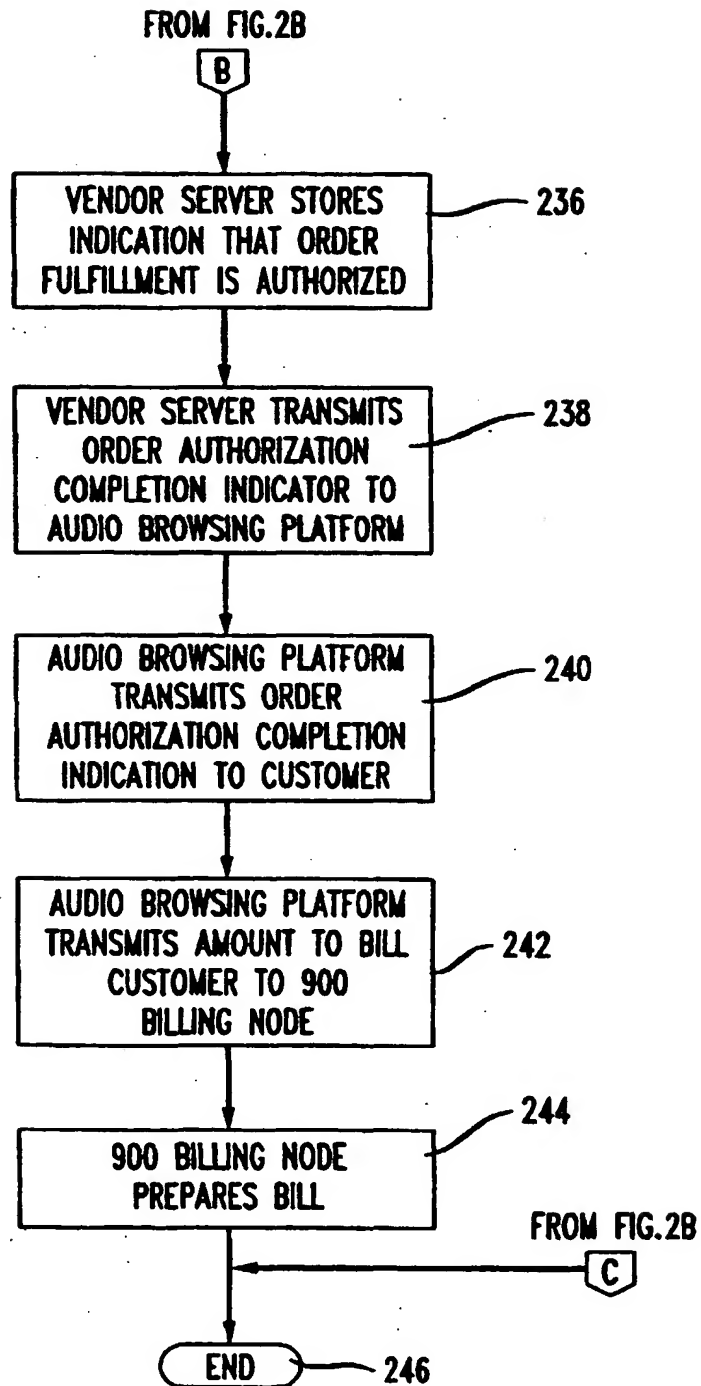 FROM FIG.2B
B
VENDOR SERVER STORES
INDICATION THAT ORDER
FULFILLMENT IS AUTHORIZED
236
VENDOR SERVER TRANSMITS
ORDER AUTHORIZATION
COMPLETION INDICATOR TO
AUDIO BROWSING PLATFORM
238
AUDIO BROWSING PLATFORM
TRANSMITS ORDER
AUTHORIZATION COMPLETION
INDICATION TO CUSTOMER
240
AUDIO BROWSING PLATFORM
TRANSMITS AMOUNT TO BILL
CUSTOMER TO 900
BILLING NODE
242
900 BILLING NODE
PREPARES BILL
244
FROM FIG.2B
C
END
246